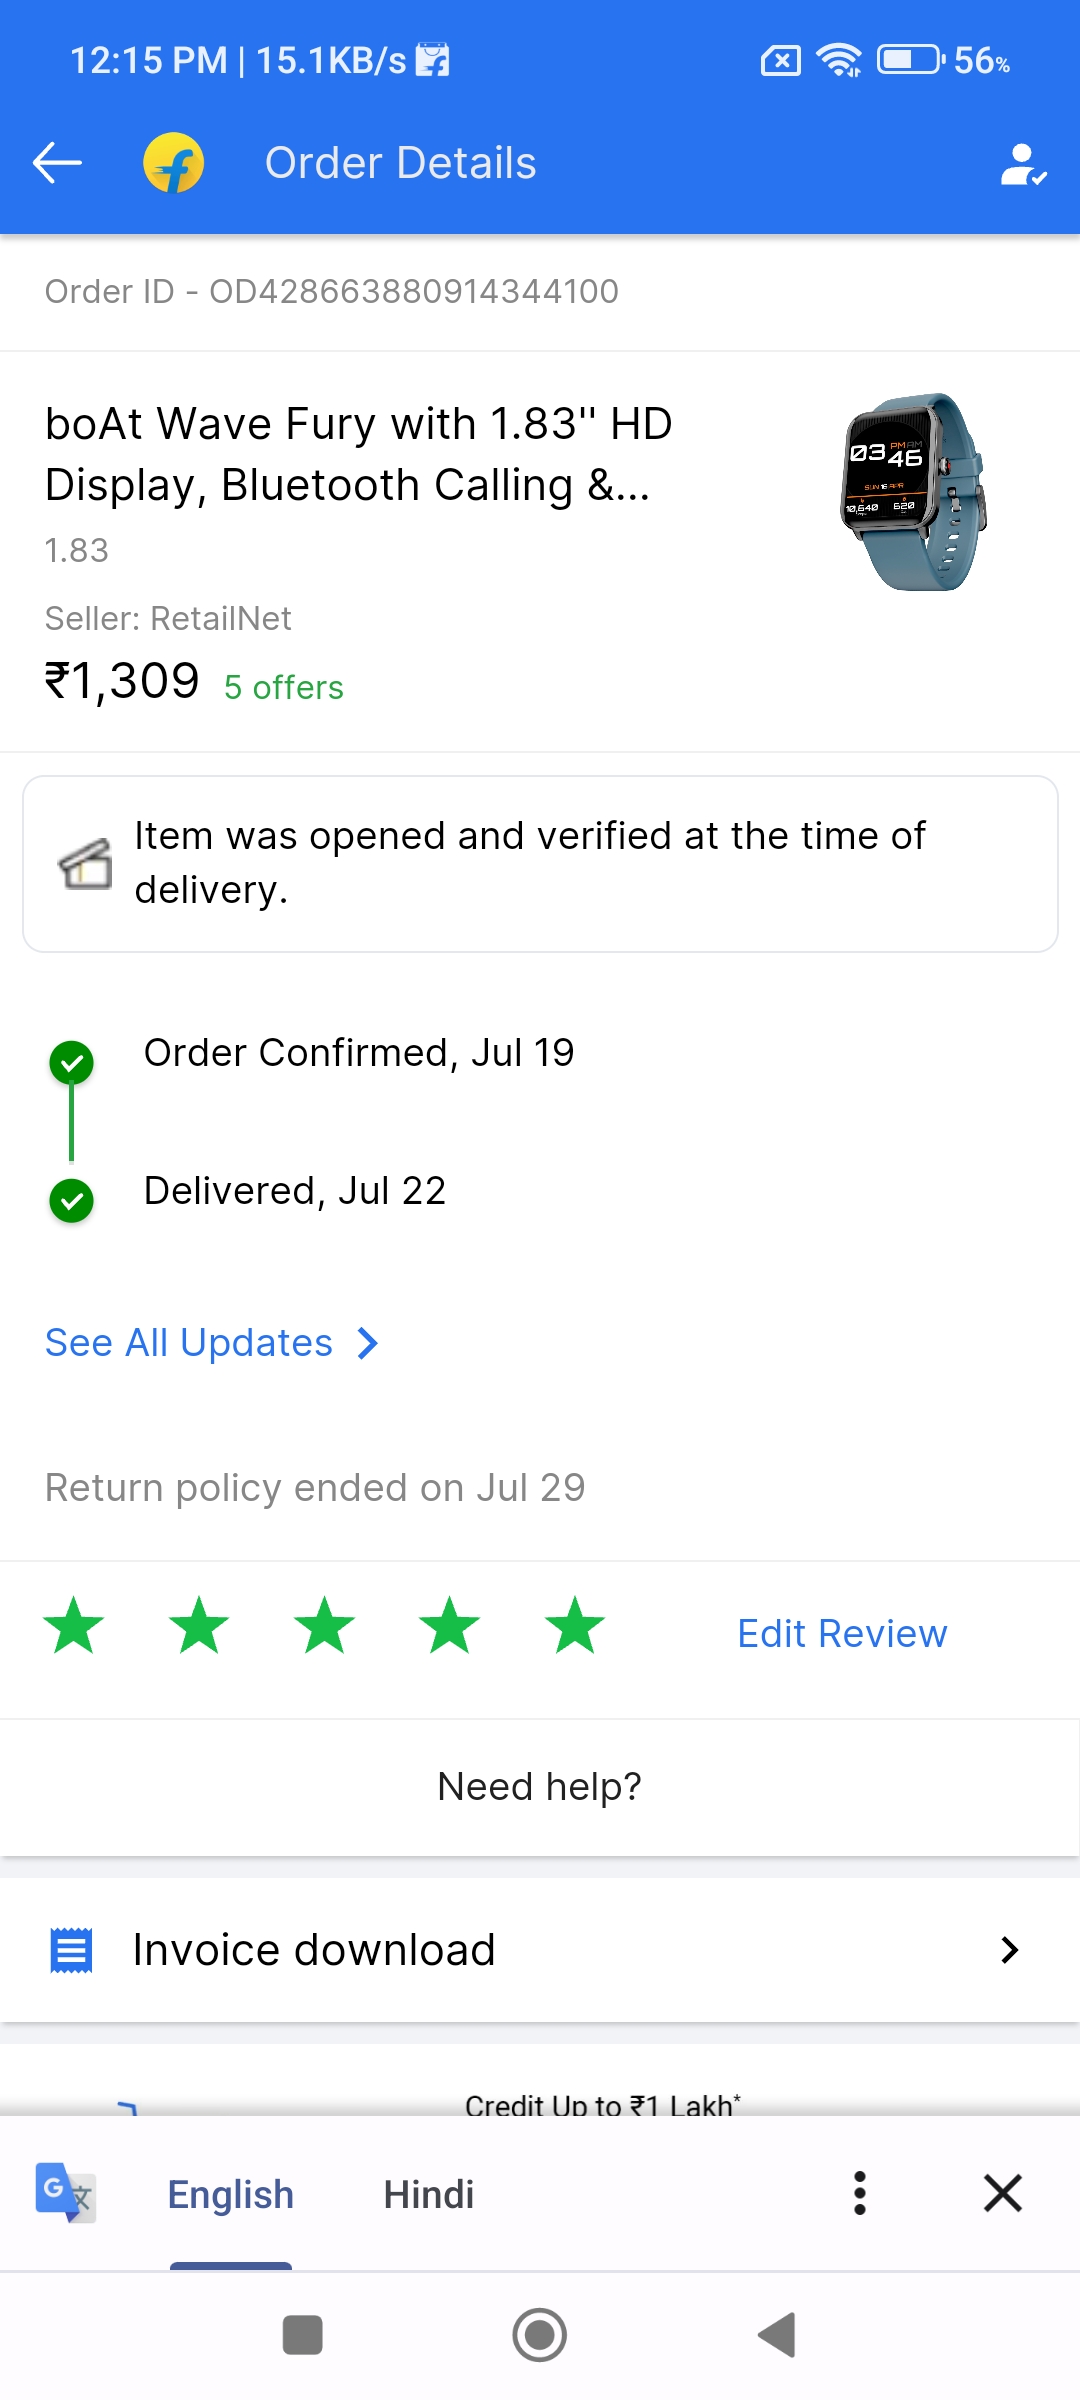 12:15 PM | 15.1KB/s
56%
Order Details
Order ID - OD428663880914344100
boAt Wave Fury with 1.83" HD
Display, Bluetooth Calling &...
1.83
Seller: RetailNet
₹1,309 5 offers
03 PM AM
46
SUN 16 APR
10,640 620
Item was opened and verified at the time of
delivery.
Order Confirmed, Jul 19
Delivered, Jul 22
See All Updates
Return policy ended on Jul 29
Edit Review
Need help?
Invoice download
Credit Up to ₹1 Lakh*
English Hindi